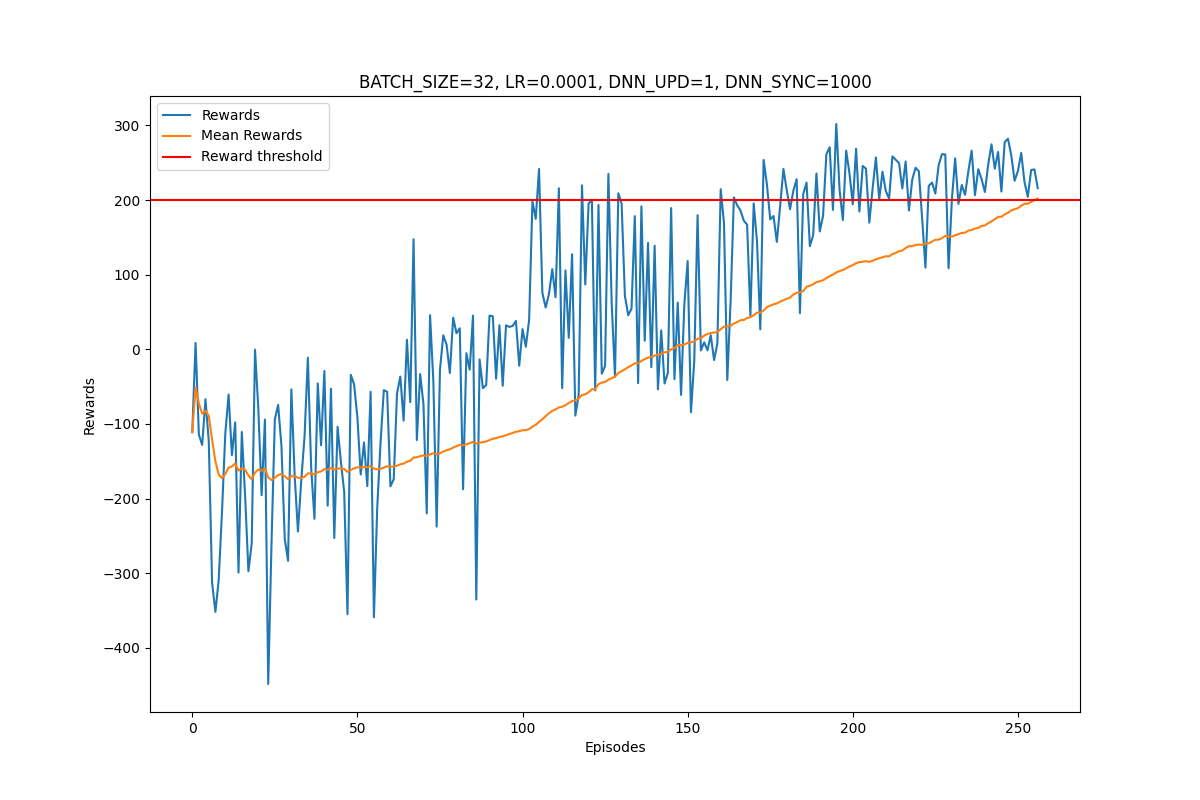 BATCH_SIZE=32, LR=0.0001, DNN_UPD=1, DNN_SYNC=1000
Rewards
Mean Rewards
Reward threshold
300
200
100
0
−100
−200
−300
−400
Rewards
0
50
100
150
200
250
Episodes